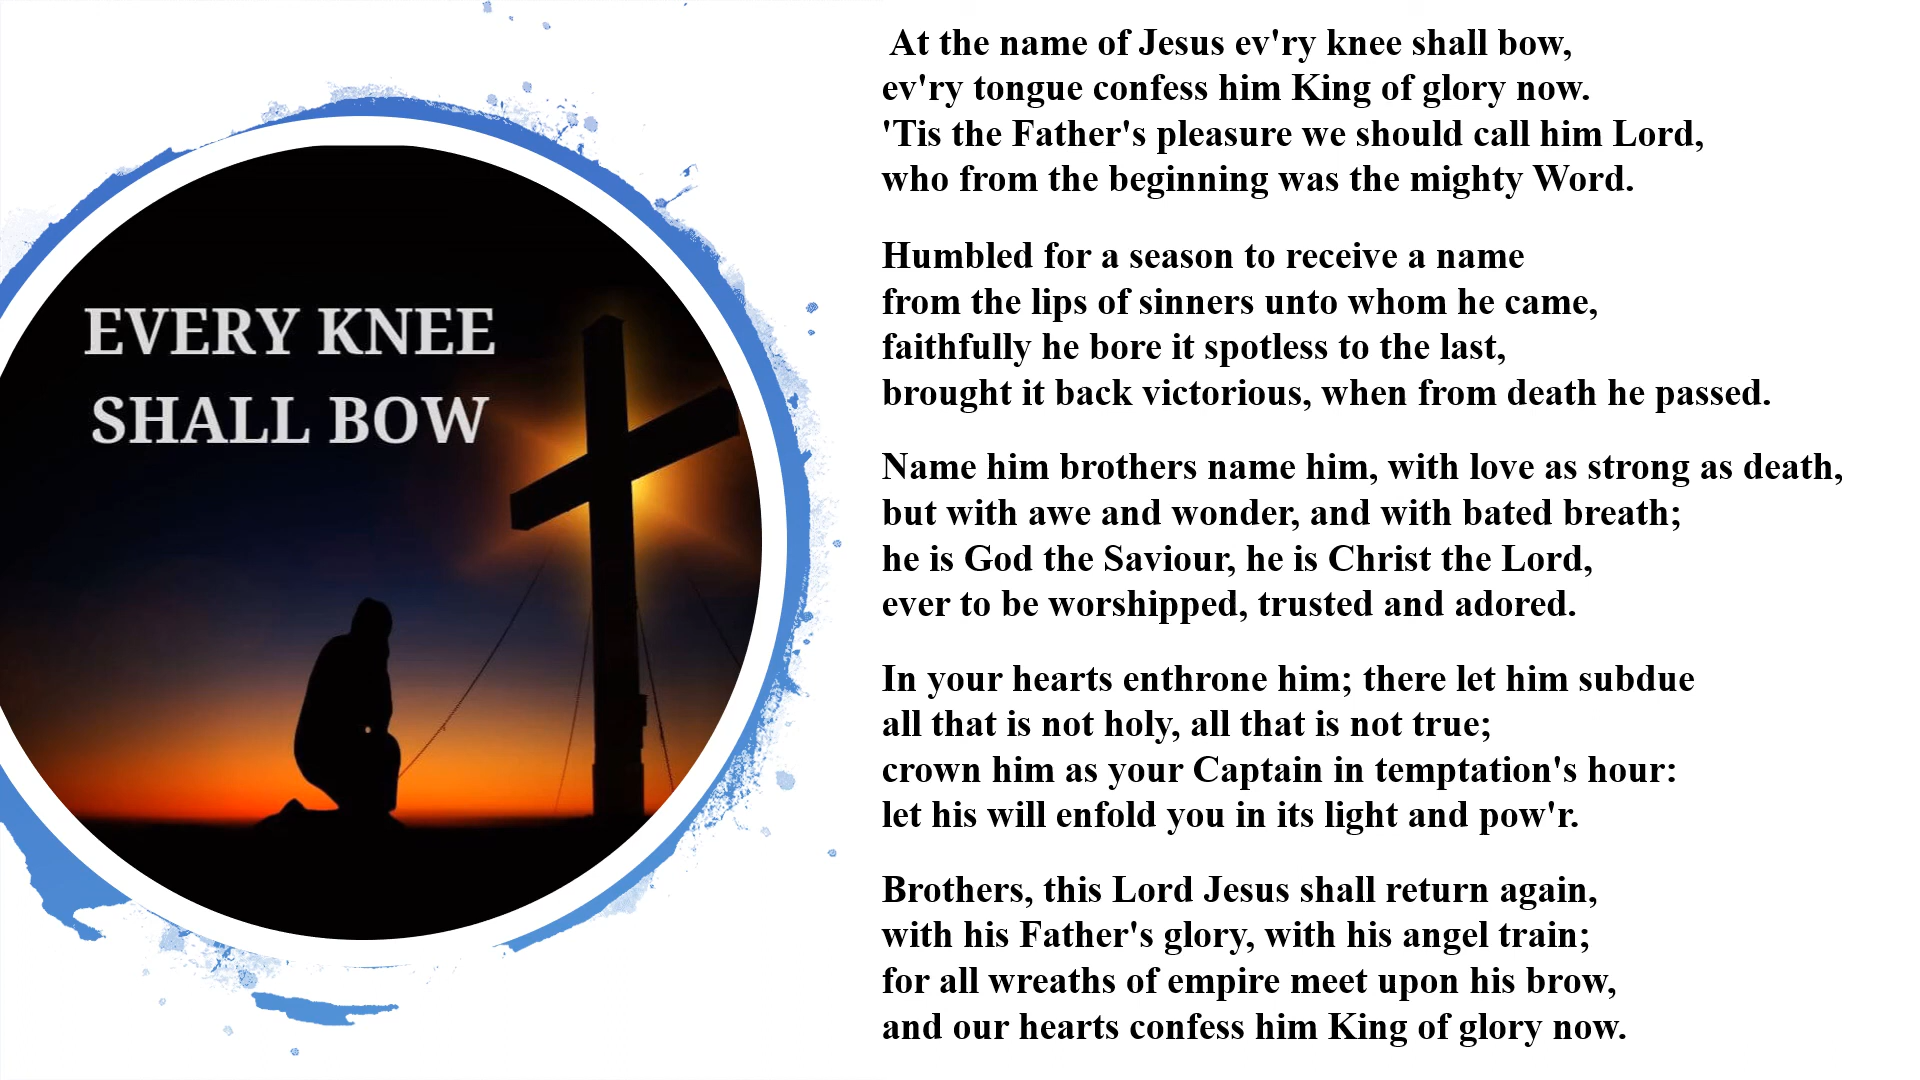 EVERY KNEE
SHALL BOW
At the name of Jesus ev'ry knee shall bow,
ev'ry tongue confess him King of glory now.
'Tis the Father's pleasure we should call him Lord,
who from the beginning was the mighty Word.
Humbled for a season to receive a name
from the lips of sinners unto whom he came,
faithfully he bore it spotless to the last,
brought it back victorious, when from death he passed.
Name him brothers name him, with love as strong as death,
but with awe and wonder, and with bated breath;
he is God the Saviour, he is Christ the Lord,
ever to be worshipped, trusted and adored.
In your hearts enthrone him; there let him subdue
all that is not holy, all that is not true;
crown him as your Captain in temptation's hour:
let his will enfold you in its light and pow'r.
Brothers, this Lord Jesus shall return again,
with his Father's glory, with his angel train;
for all wreaths of empire meet upon his brow,
and our hearts confess him King of glory now.